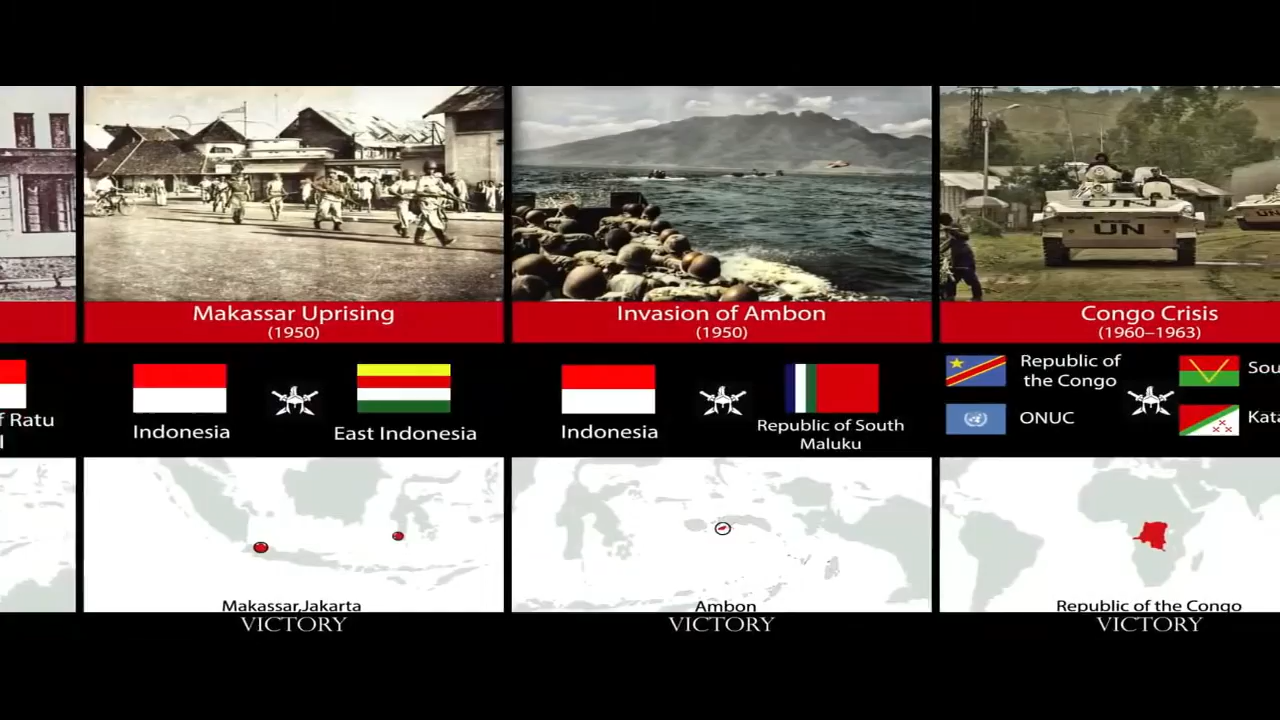 Makassar Uprising
(1950)
Invasion of Ambon
(1950)
UN
Congo Crisis
(1960–1963)
f Ratu
Indonesia
East Indonesia
Indonesia
Republic of South
Maluku
Republic of
the Congo
ONUC
Sou
Kata
Makassar,Jakarta
VICTORY
Ambon
VICTORY
Republic of the Congo
VICTORY